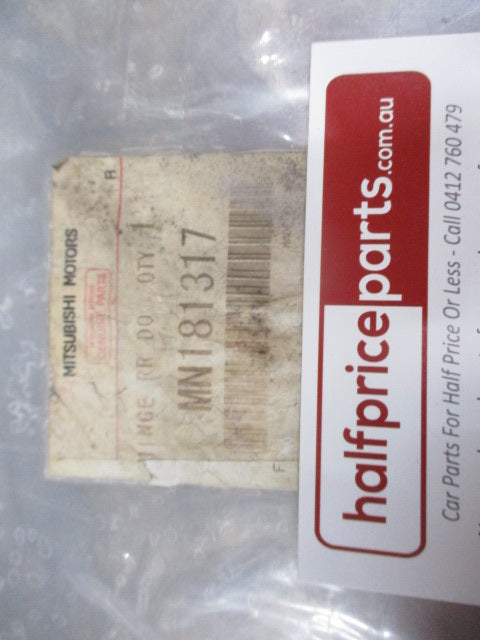 MITSUBISHI MOTORS
GENUINE PARTS
R
HINGE RR DO QTY 1
MN181317
F
halfpriceparts.com.au
Car Parts For Half Price Or Less - Call 0412 760 479